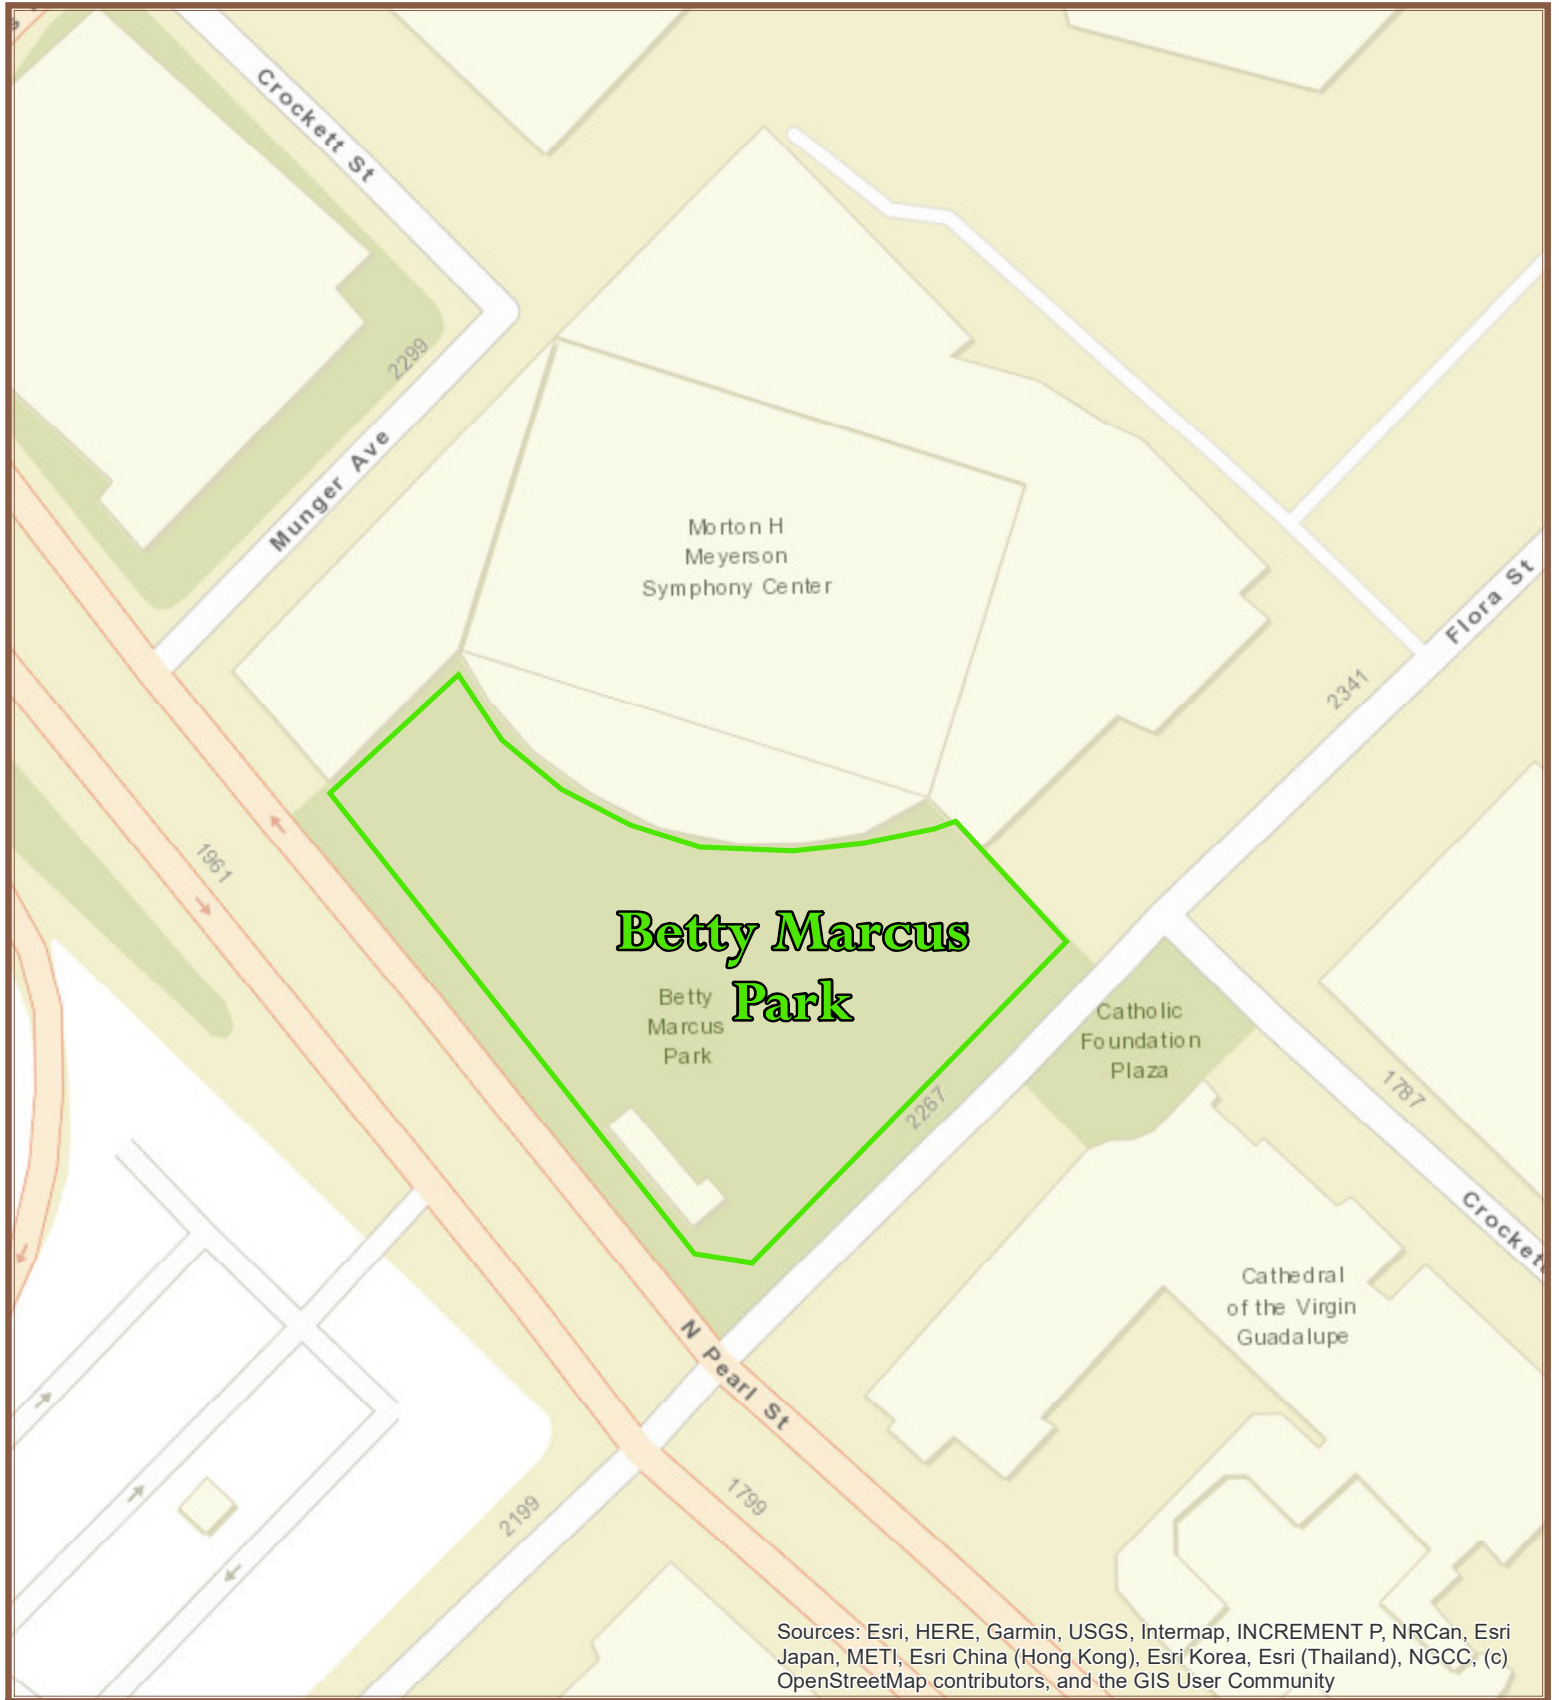 Crockett St
2299
Munger Ave
Morton H
Meyerson
Symphony Center
Flora St
2341
1961
Betty Marcus
Park
Betty
Marcus
Park
Catholic
Foundation
Plaza
2267
1787
Crockett
Cathedral
of the Virgin
Guadalupe
N Pearl St
1799
2199
Sources: Esri, HERE, Garmin, USGS, Intermap, INCREMENT P, NRCan, Esri
Japan, METI, Esri China (Hong Kong), Esri Korea, Esri (Thailand), NGCC, (c)
OpenStreetMap contributors, and the GIS User Community